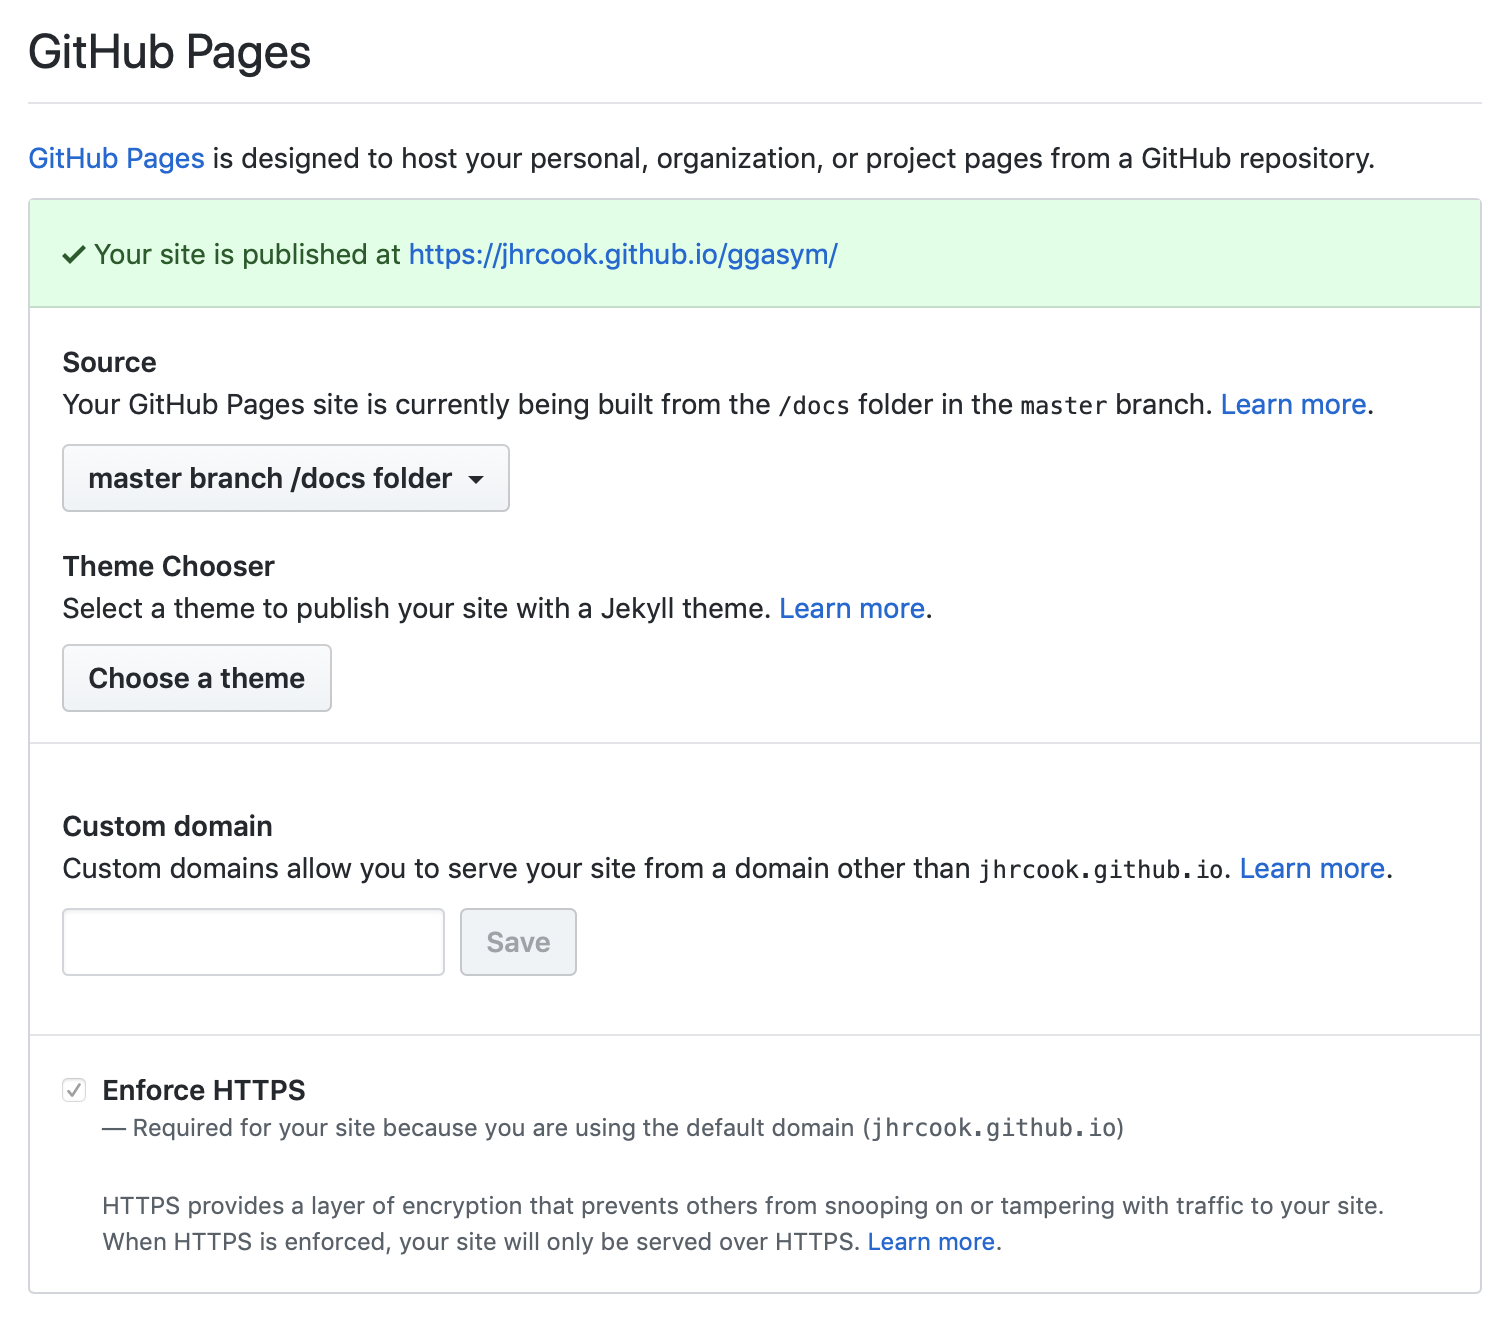 GitHub Pages
GitHub Pages is designed to host your personal, organization, or project pages from a GitHub repository.
Your site is published at https://jhrcook.github.io/ggasym/
Source
Your GitHub Pages site is currently being built from the /docs folder in the master branch. Learn more.
master branch /docs folder
Theme Chooser
Select a theme to publish your site with a Jekyll theme. Learn more.
Choose a theme
Custom domain
Custom domains allow you to serve your site from a domain other than jhrcook.github.io. Learn more.
Save
Enforce HTTPS
— Required for your site because you are using the default domain (jhrcook.github.io)
HTTPS provides a layer of encryption that prevents others from snooping on or tampering with traffic to your site.
When HTTPS is enforced, your site will only be served over HTTPS. Learn more.